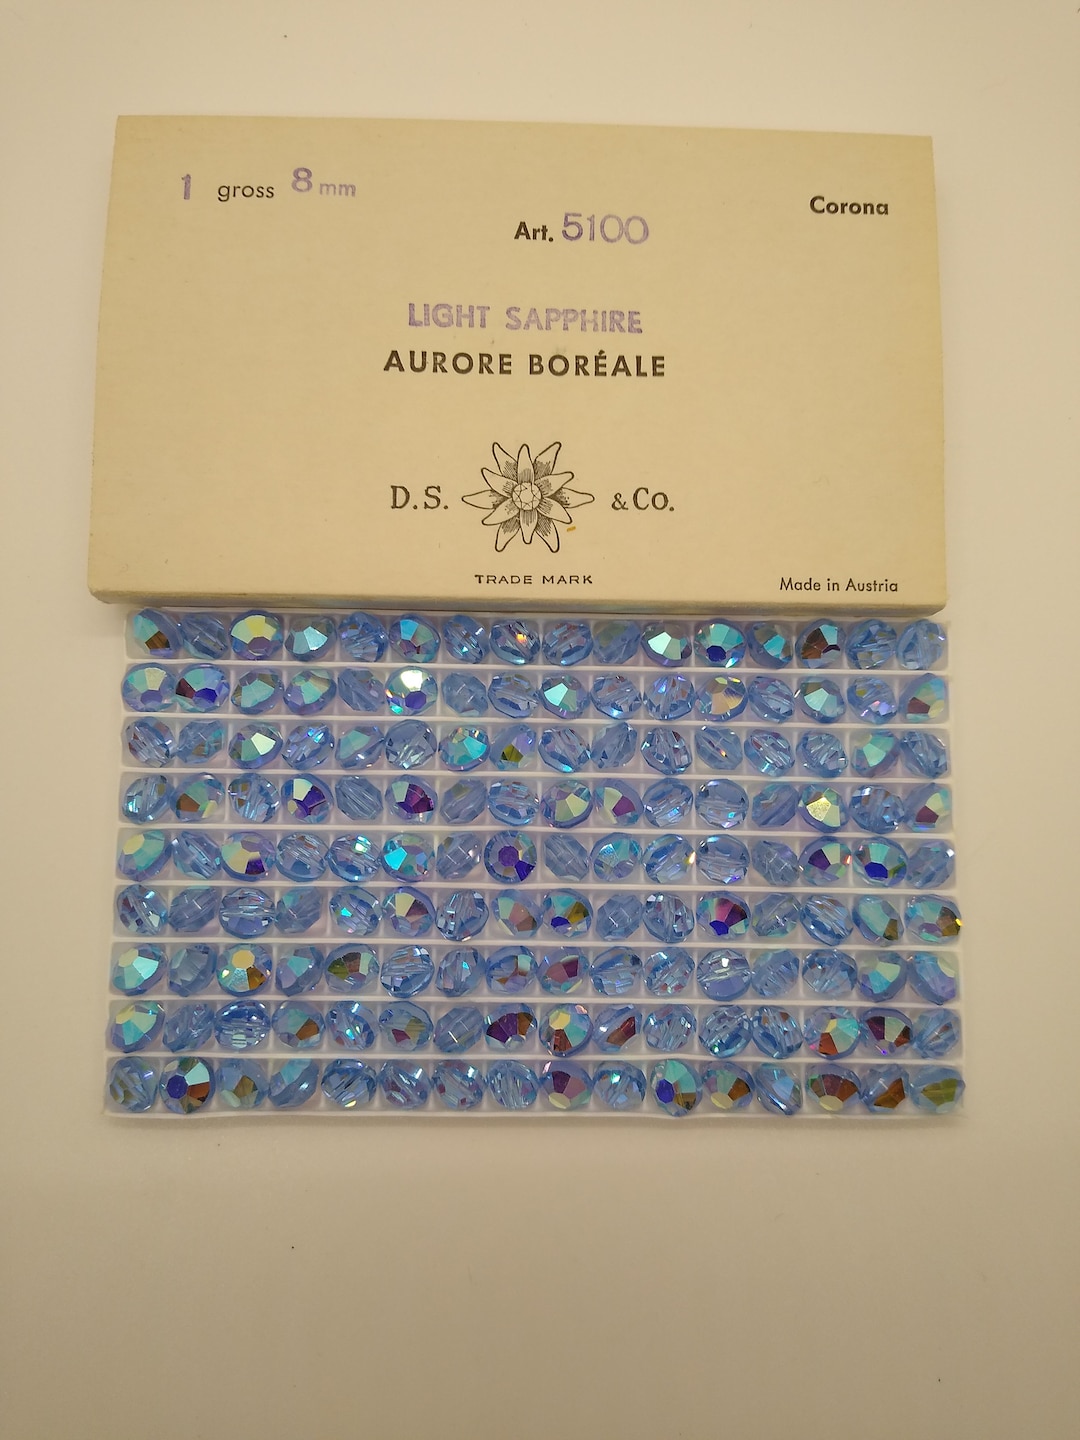 1 gross 8 mm
Corona
Art. 5100
LIGHT SAPPHIRE
AURORE BORÉALE
D.S. & Co.
TRADE MARK
Made in Austria